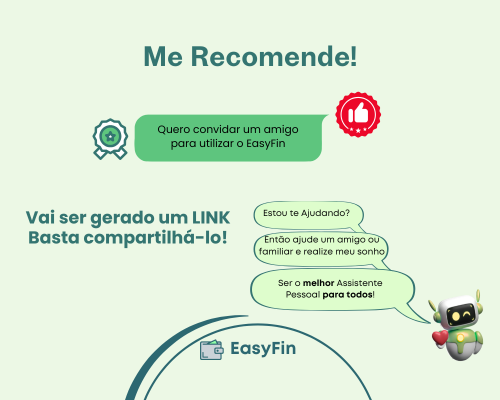 Me Recomende!
Quero convidar um amigo
para utilizar o EasyFin
Vai ser gerado um LINK
Basta compartilhá-lo!
Estou te Ajudando?
Então ajude um amigo ou
familiar e realize meu sonho
Ser o melhor Assistente
Pessoal para todos!
EasyFin